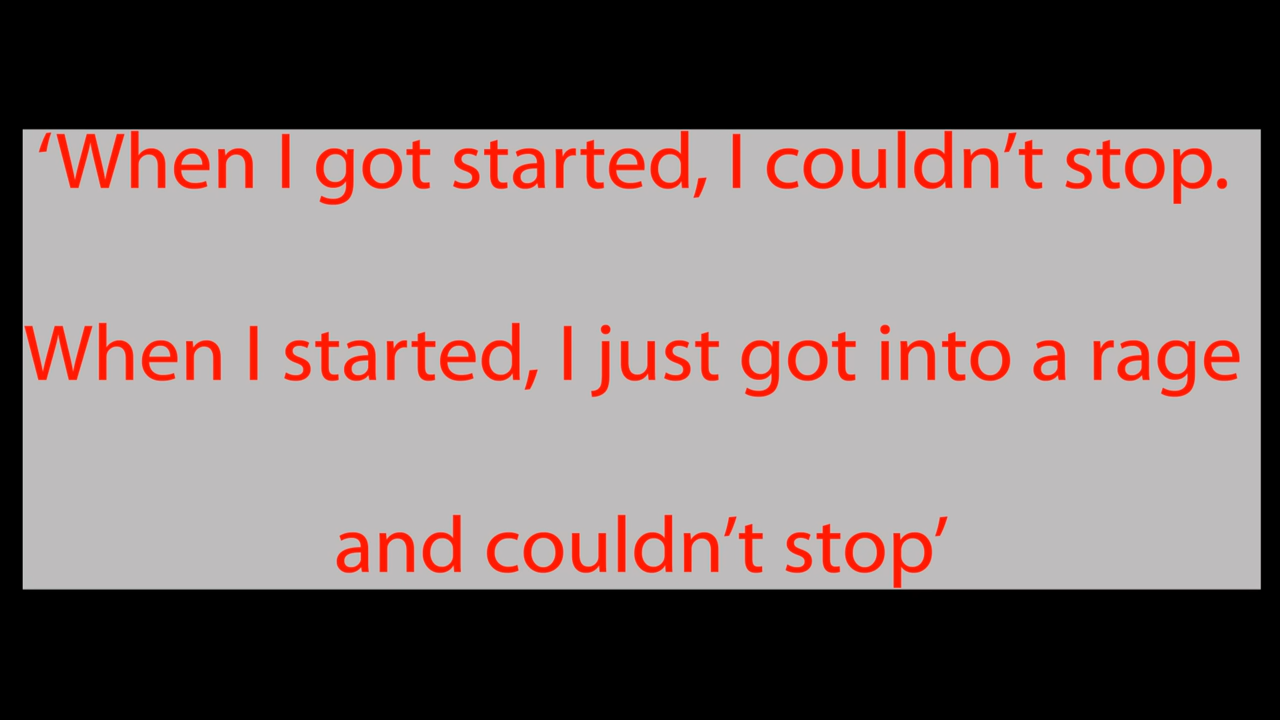 ‘When I got started, I couldn’t stop.
When I started, I just got into a rage
and couldn’t stop’